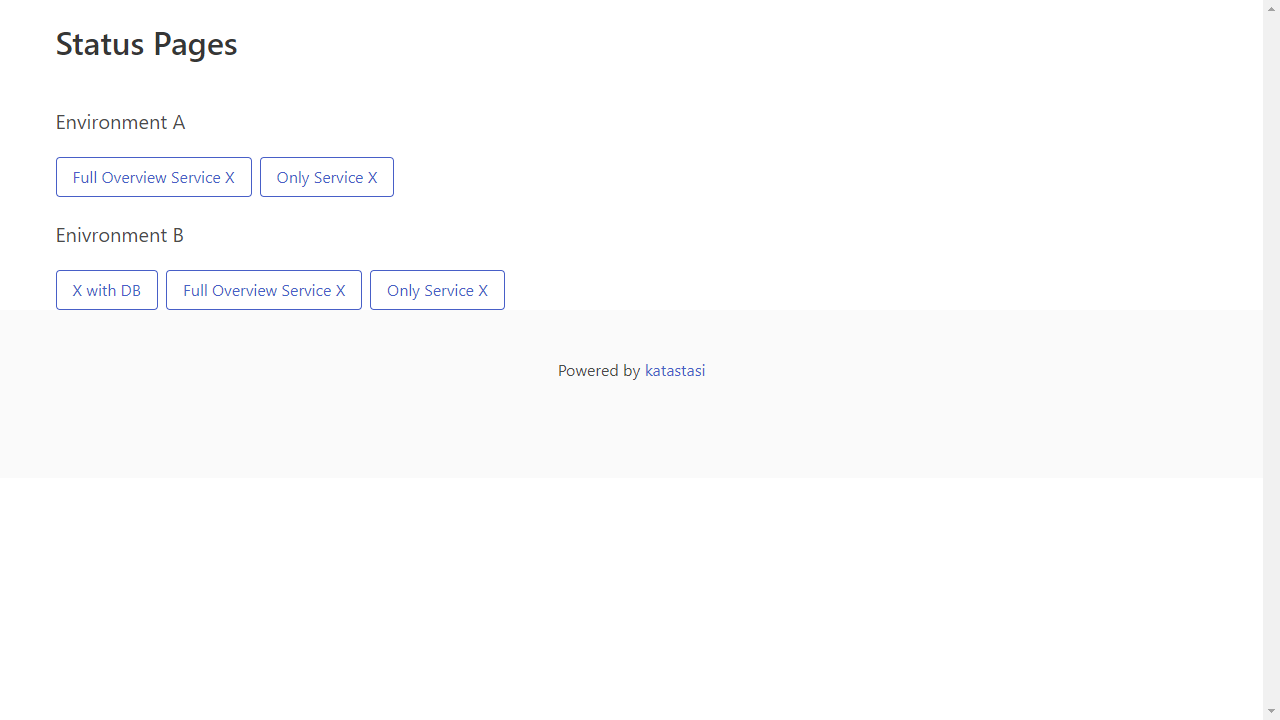 Status Pages
Environment A
Full Overview Service X Only Service X
Enivronment B
X with DB Full Overview Service X Only Service X
Powered by katastasi